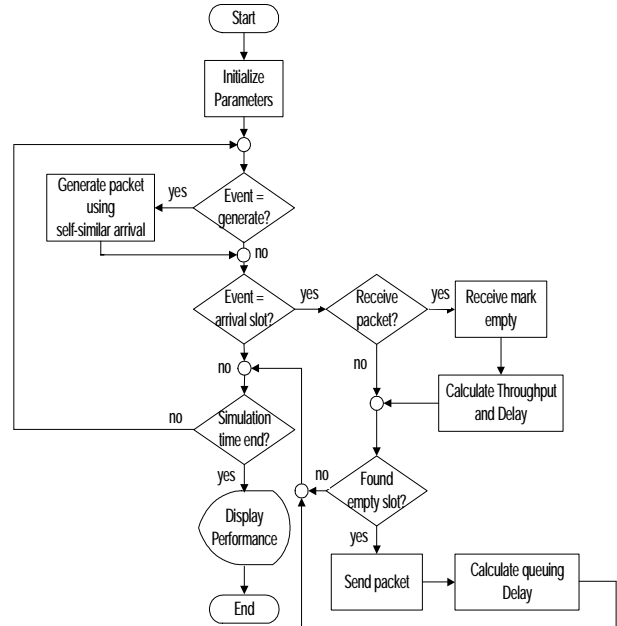 Start
Initialize
Parameters
Generate packet
using
self-similar arrival
yes
Event =
generate?
no
Event =
arrival slot?
yes
Receive
packet?
yes
Receive mark
empty
no
no
Calculate Throughput
and Delay
no
Simulation
time end?
yes
no
Found
empty slot?
Display
Performance
yes
Send packet
Calculate queuing
Delay
End